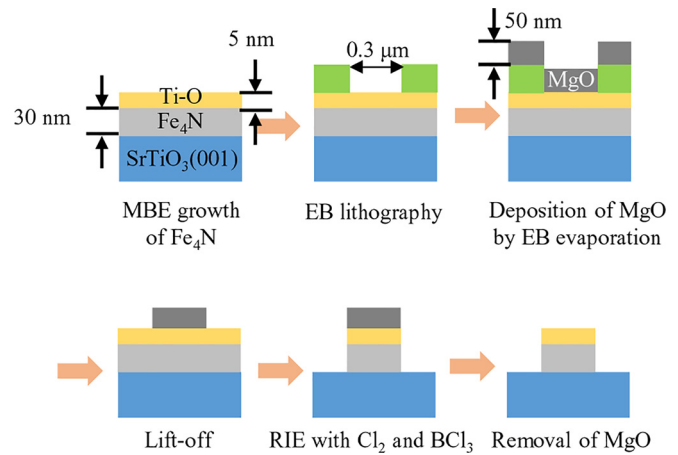 5 nm
30 nm
Ti-O
Fe₄N
SrTiO₃(001)
MBE growth
of Fe₄N
0.3 μm
EB lithography
50 nm
MgO
Deposition of MgO
by EB evaporation
Lift-off
RIE with Cl₂ and BCl₃
Removal of MgO